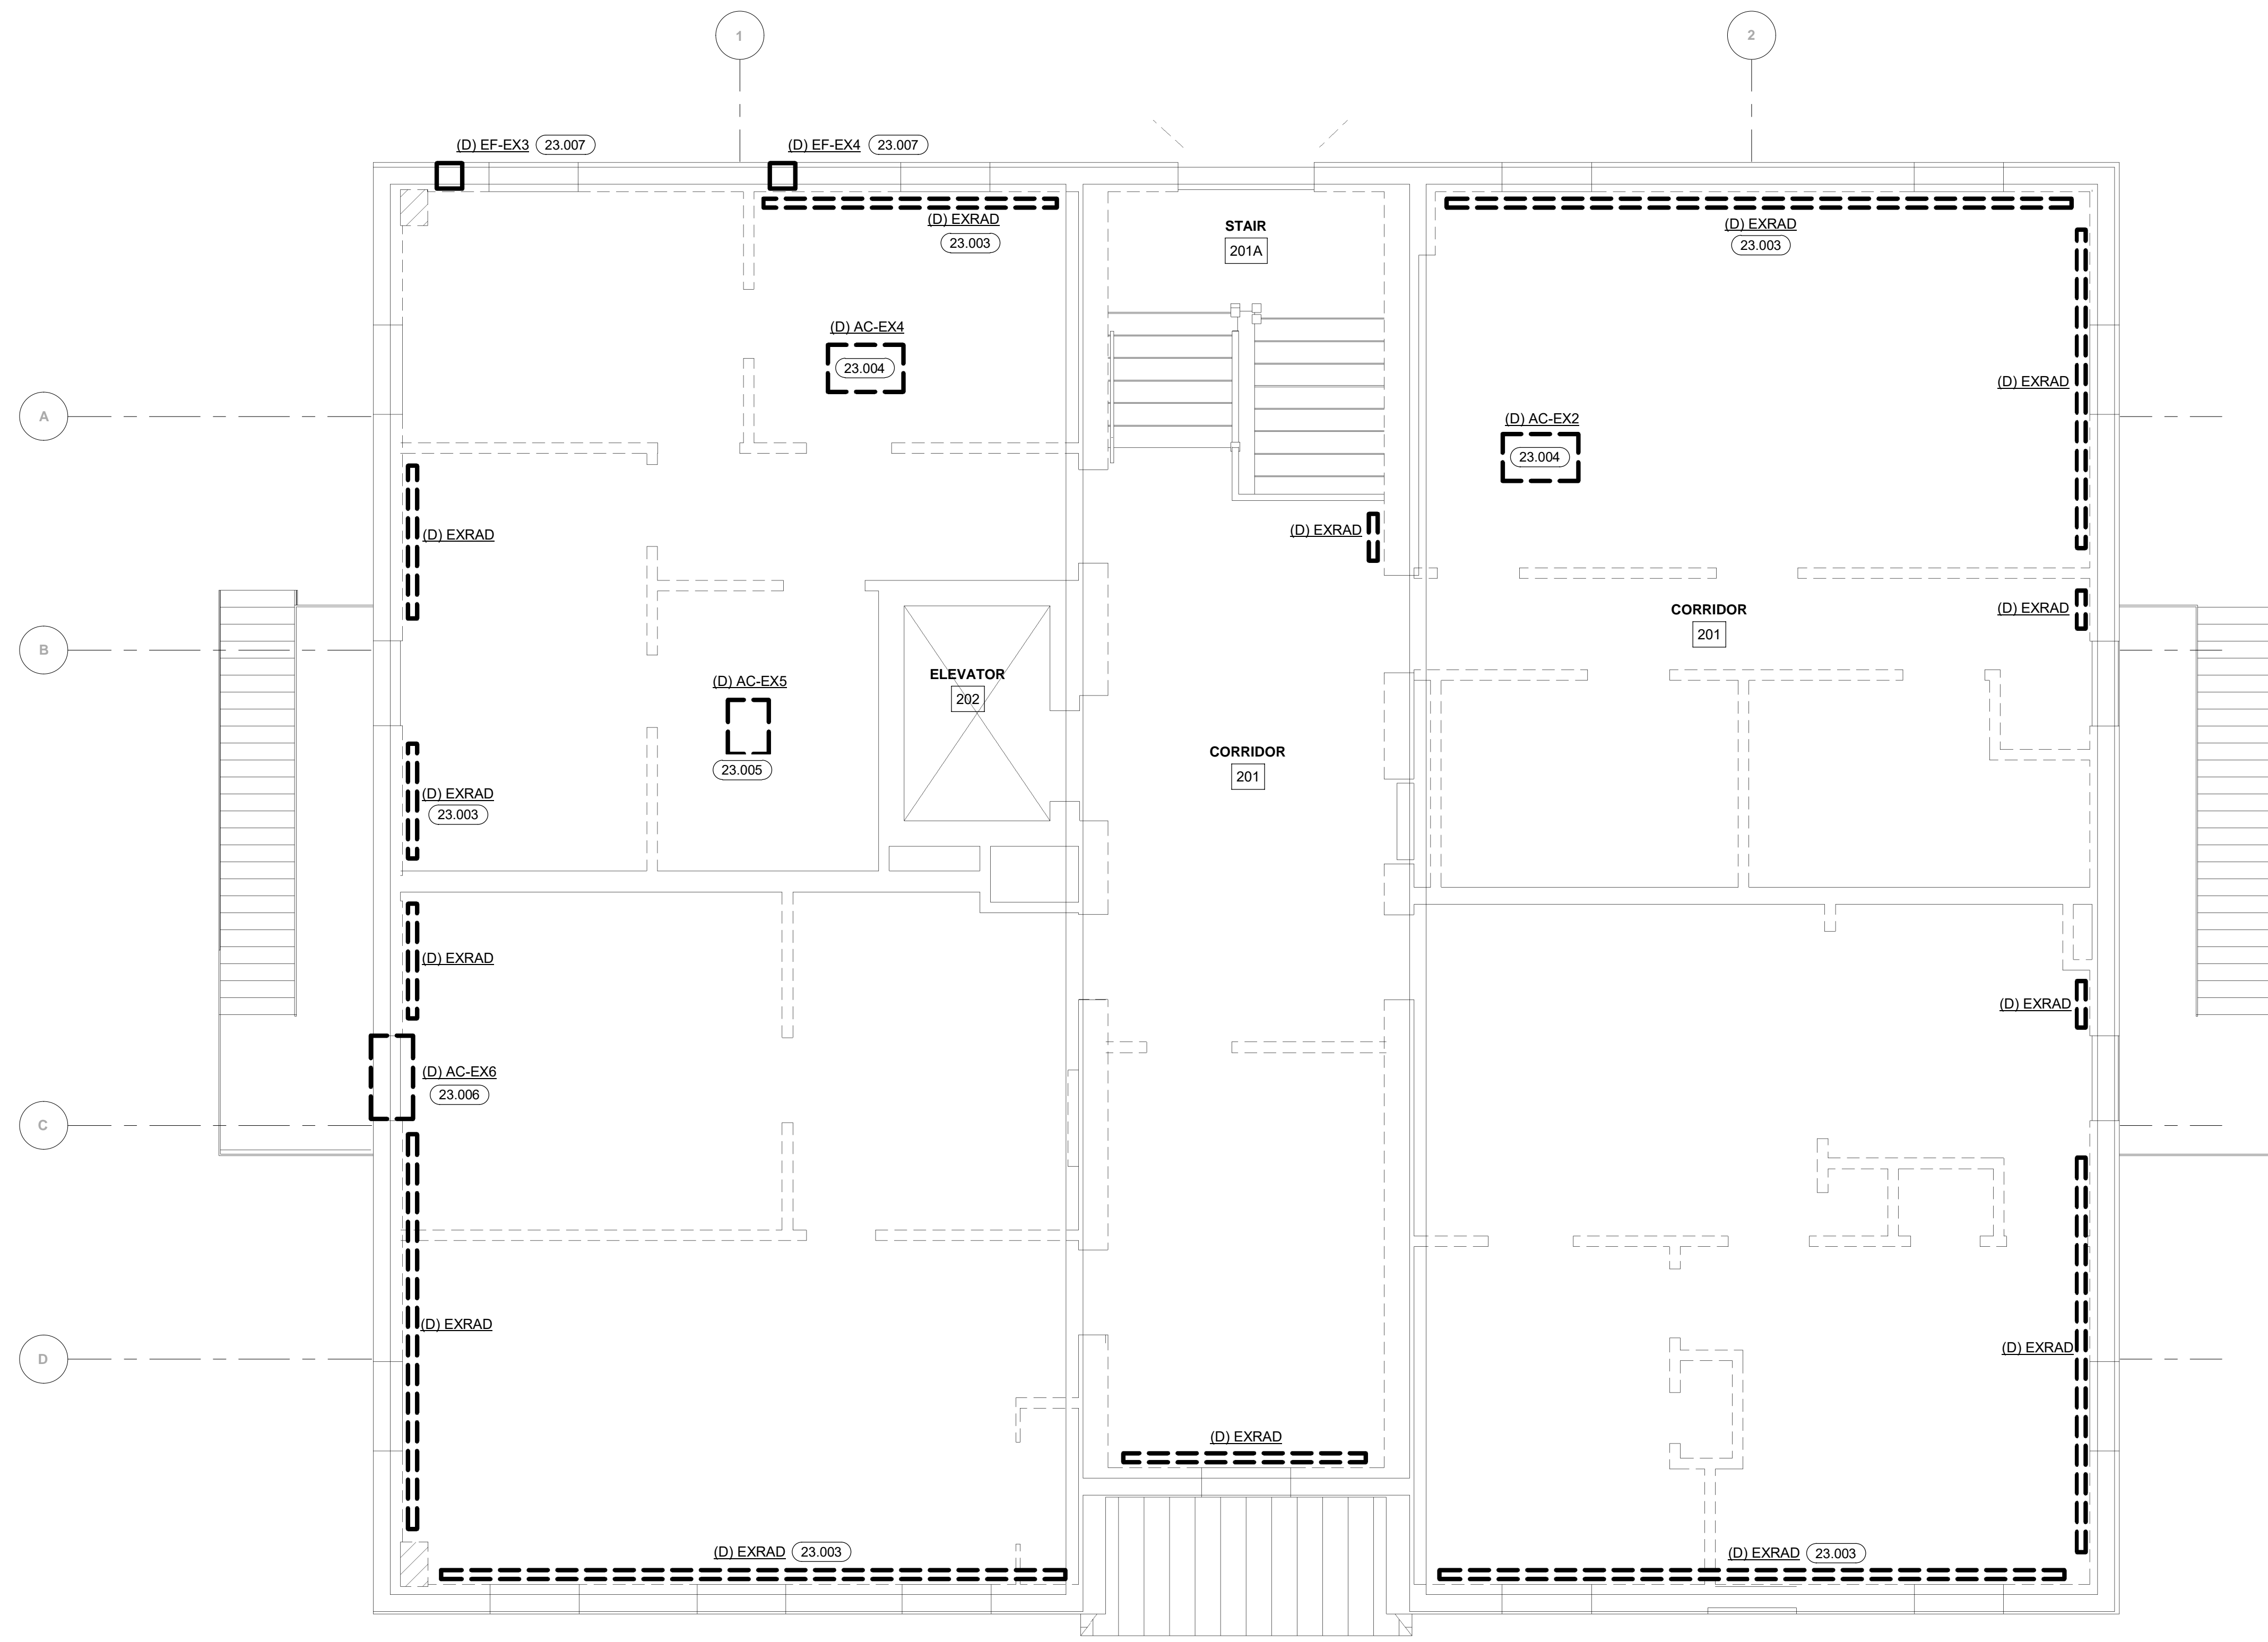 1
2
(D) EF-EX3 23.007
(D) EF-EX4 23.007
(D) EXRAD
23.003
STAIR
201A
(D) EXRAD
23.003
(D) AC-EX4
23.004
(D) EXRAD
A
(D) AC-EX2
23.004
(D) EXRAD
(D) EXRAD
CORRIDOR
201
(D) EXRAD
B
(D) AC-EX5
23.005
ELEVATOR
202
CORRIDOR
201
(D) EXRAD
23.003
(D) EXRAD
(D) EXRAD
(D) AC-EX6
23.006
C
(D) EXRAD
(D) EXRAD
D
(D) EXRAD
(D) EXRAD 23.003
(D) EXRAD 23.003